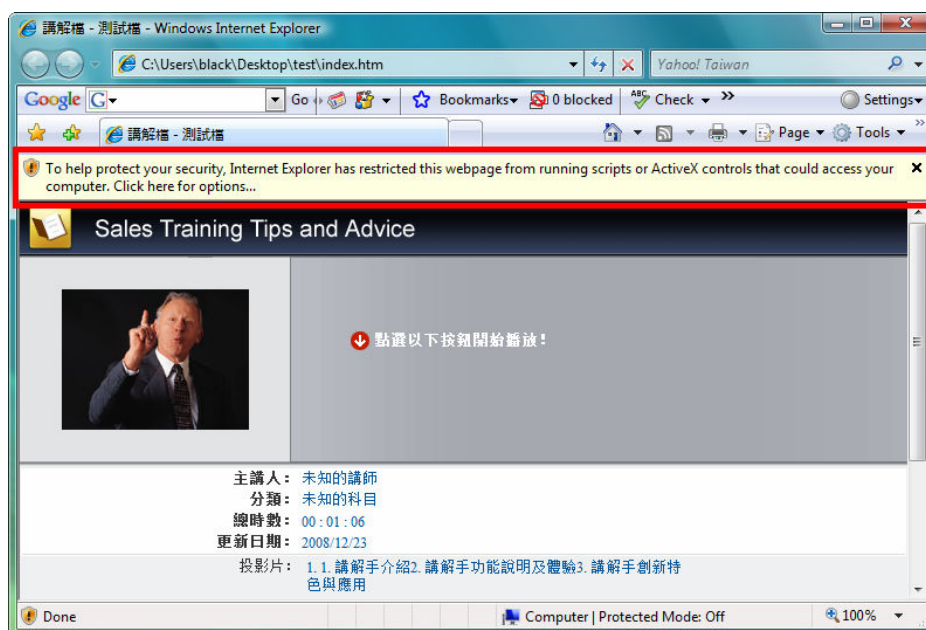 講解檔 - 測試檔 - Windows Internet Explorer
C:\Users\black\Desktop\test\index.htm
Yahoo! Taiwan
Google G Go Bookmarks 0 blocked ABC Check » Settings
講解檔 - 測試檔 Page Tools »
To help protect your security, Internet Explorer has restricted this webpage from running scripts or ActiveX controls that could access your
computer. Click here for options...
Sales Training Tips and Advice
點選以下按鈕開始播放！
主講人： 未知的講師
分類： 未知的科目
總時數： 00 : 01 : 06
更新日期： 2008/12/23
投影片： 1. 1. 講解手介紹2. 講解手功能說明及體驗3. 講解手創新特
色與應用
Done Computer | Protected Mode: Off 100%